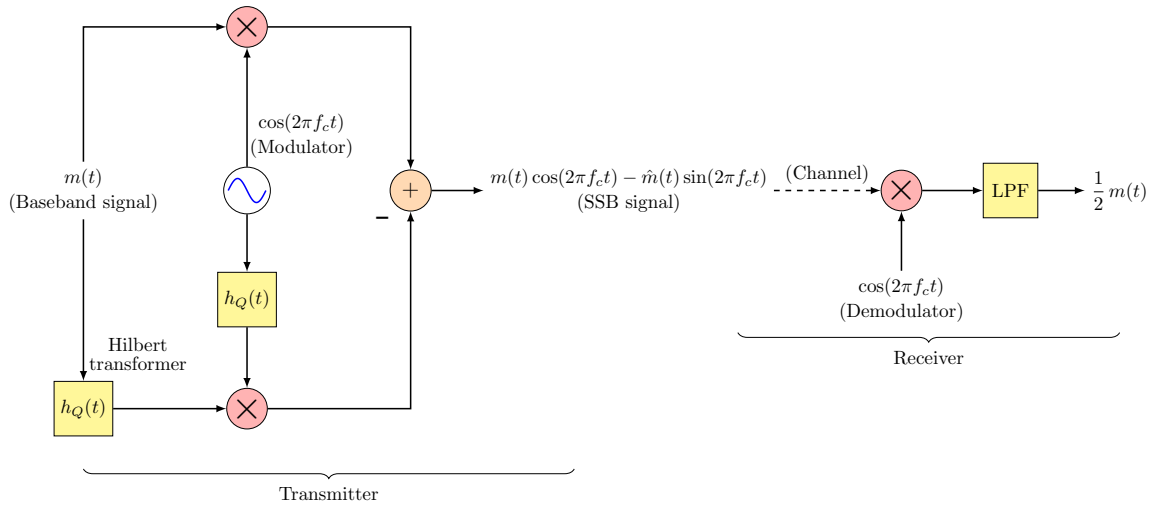 cos(2πf_ct)
(Modulator)
m(t)
(Baseband signal)
+
−
m(t) cos(2πf_ct) − m̂(t) sin(2πf_ct)
(SSB signal)
(Channel)
LPF
1/2 m(t)
h_Q(t)
cos(2πf_ct)
(Demodulator)
Receiver
Hilbert
transformer
h_Q(t)
Transmitter